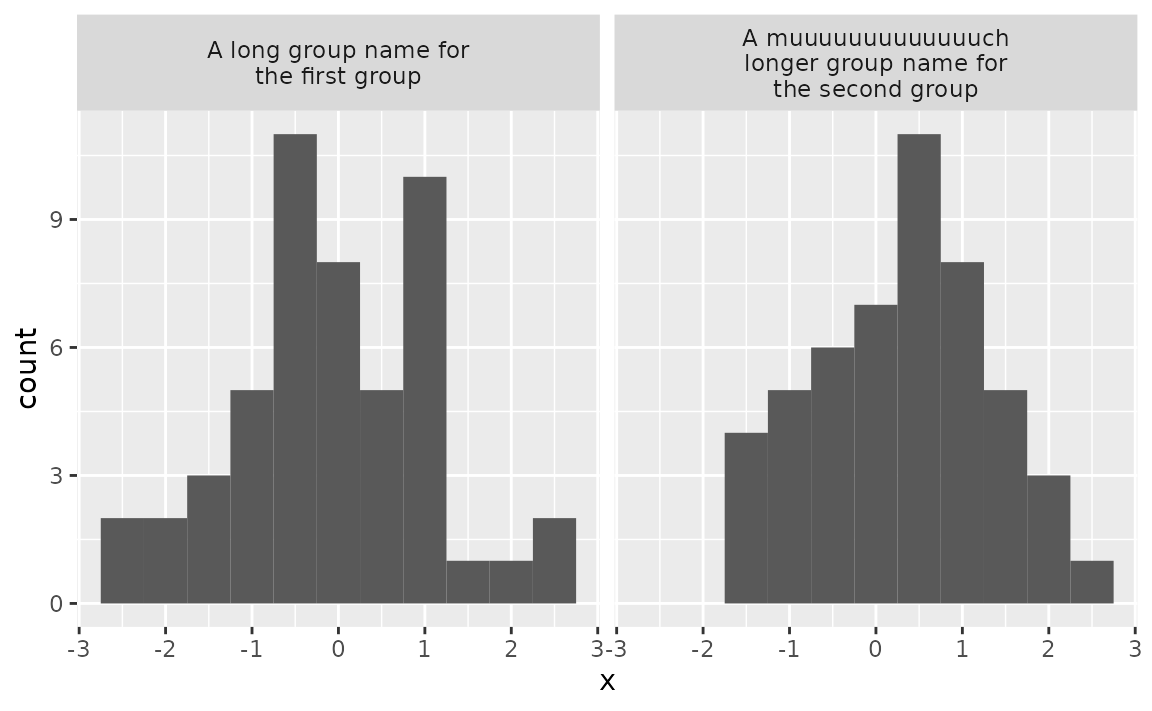 A long group name for
the first group
A muuuuuuuuuuuuuch
longer group name for
the second group
count
9
6
3
0
-3 -2 -1 0 1 2 3 -3 -2 -1 0 1 2 3
x